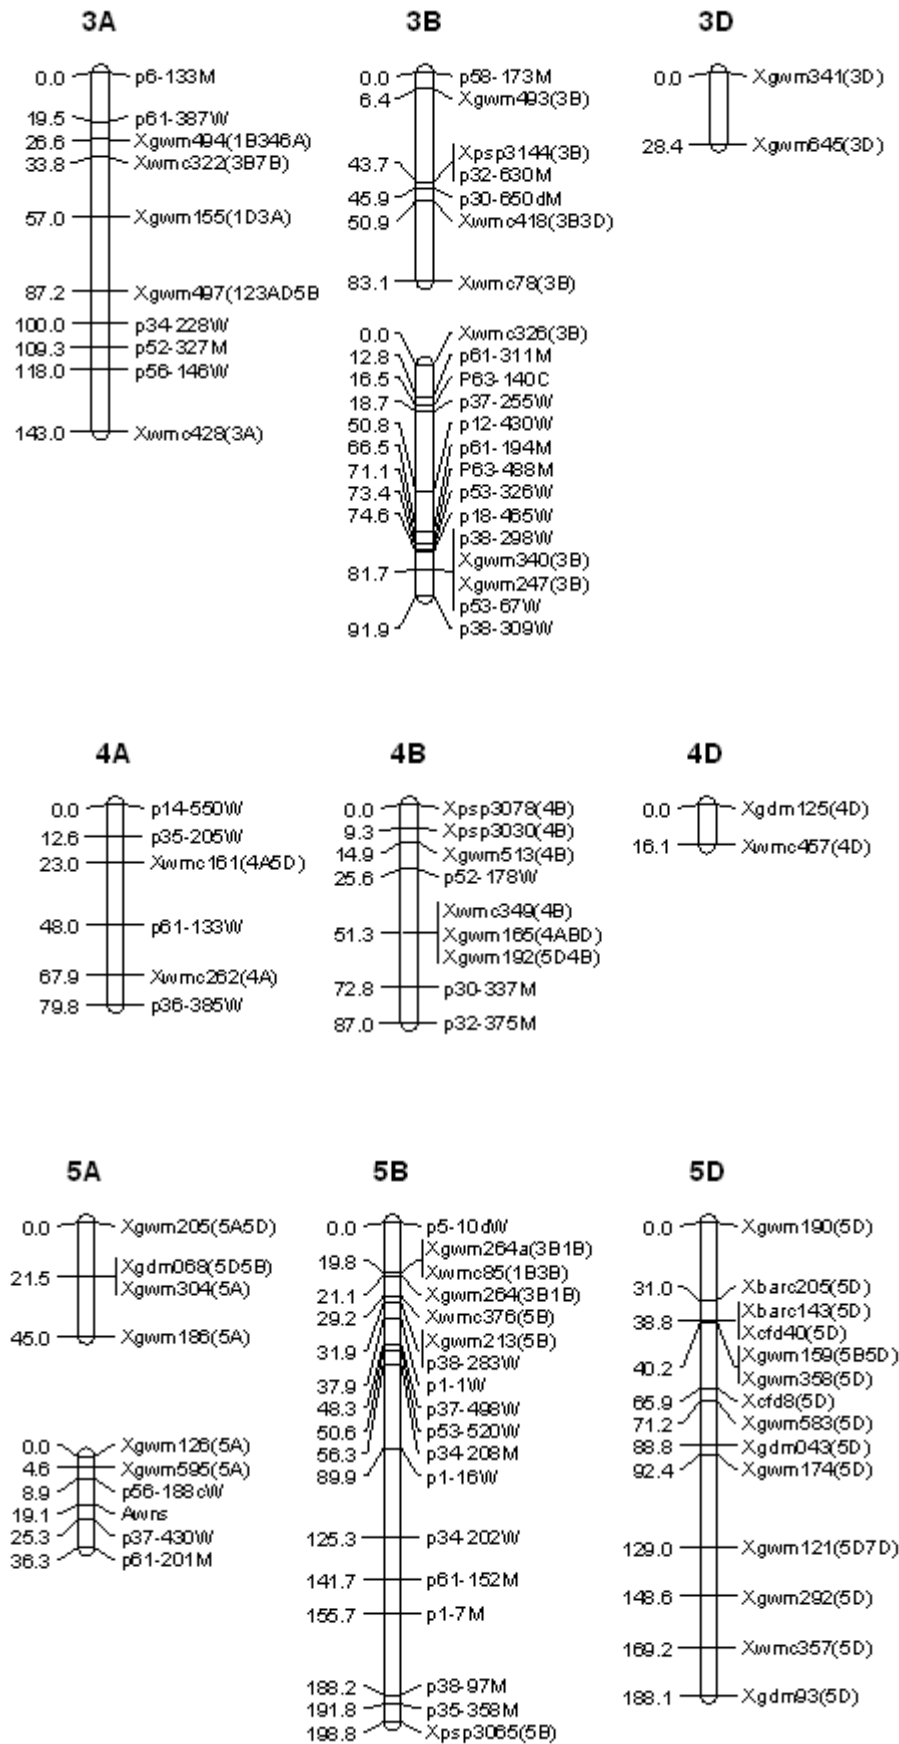 3A
0.0 p6-133M
19.5 p61-387W
26.6 Xgwm494(1B346A)
33.8 Xwmc322(3B7B)
57.0 Xgwm155(1D3A)
87.2 Xgwm497(123AD5B
100.0 p34-228W
109.3 p52-327M
118.0 p56-146W
143.0 Xwmc428(3A)
3B
0.0 p58-173M
6.4 Xgwm493(3B)
43.7 Xpsp3144(3B)
p32-630M
45.9 p30-650dM
50.9 Xwmc418(3B3D)
83.1 Xwmc78(3B)
0.0 Xwmc326(3B)
12.8 p61-311M
16.5 P63-140C
18.7 p37-255W
50.8 p12-430W
66.5 p61-194M
71.1 P63-488M
73.4 p53-326W
74.6 p18-465W
p38-298W
Xgwm340(3B)
81.7 Xgwm247(3B)
p53-67W
91.9 p38-309W
3D
0.0 Xgwm341(3D)
28.4 Xgwm645(3D)
4A
0.0 p14-550W
12.6 p35-205W
23.0 Xwmc161(4A5D)
48.0 p61-133W
67.9 Xwmc262(4A)
79.8 p36-385W
4B
0.0 Xpsp3078(4B)
9.3 Xpsp3030(4B)
14.9 Xgwm513(4B)
25.6 p52-178W
Xwmc349(4B)
51.3 Xgwm165(4ABD)
Xgwm192(5D4B)
72.8 p30-337M
87.0 p32-375M
4D
0.0 Xgdm125(4D)
16.1 Xwmc457(4D)
5A
0.0 Xgwm205(5A5D)
21.5 Xgdm068(5D5B)
Xgwm304(5A)
45.0 Xgwm186(5A)
0.0 Xgwm126(5A)
4.6 Xgwm595(5A)
8.9 p56-188cW
19.1 Awns
25.3 p37-430W
36.3 p61-201M
5B
0.0 p5-10dW
19.8 Xgwm264a(3B1B)
Xwmc85(1B3B)
21.1 Xgwm264(3B1B)
29.2 Xwmc376(5B)
31.9 Xgwm213(5B)
p38-283W
37.9 p1-1W
48.3 p37-498W
50.6 p53-520W
56.3 p34-208M
89.9 p1-16W
125.3 p34-202W
141.7 p61-152M
155.7 p1-7M
188.2 p38-97M
191.8 p35-358M
198.8 Xpsp3065(5B)
5D
0.0 Xgwm190(5D)
31.0 Xbarc205(5D)
38.8 Xbarc143(5D)
Xcfd40(5D)
40.2 Xgwm159(5B5D)
Xgwm358(5D)
65.9 Xcfd8(5D)
71.2 Xgwm583(5D)
88.8 Xgdm043(5D)
92.4 Xgwm174(5D)
129.0 Xgwm121(5D7D)
148.6 Xgwm292(5D)
169.2 Xwmc357(5D)
188.1 Xgdm93(5D)